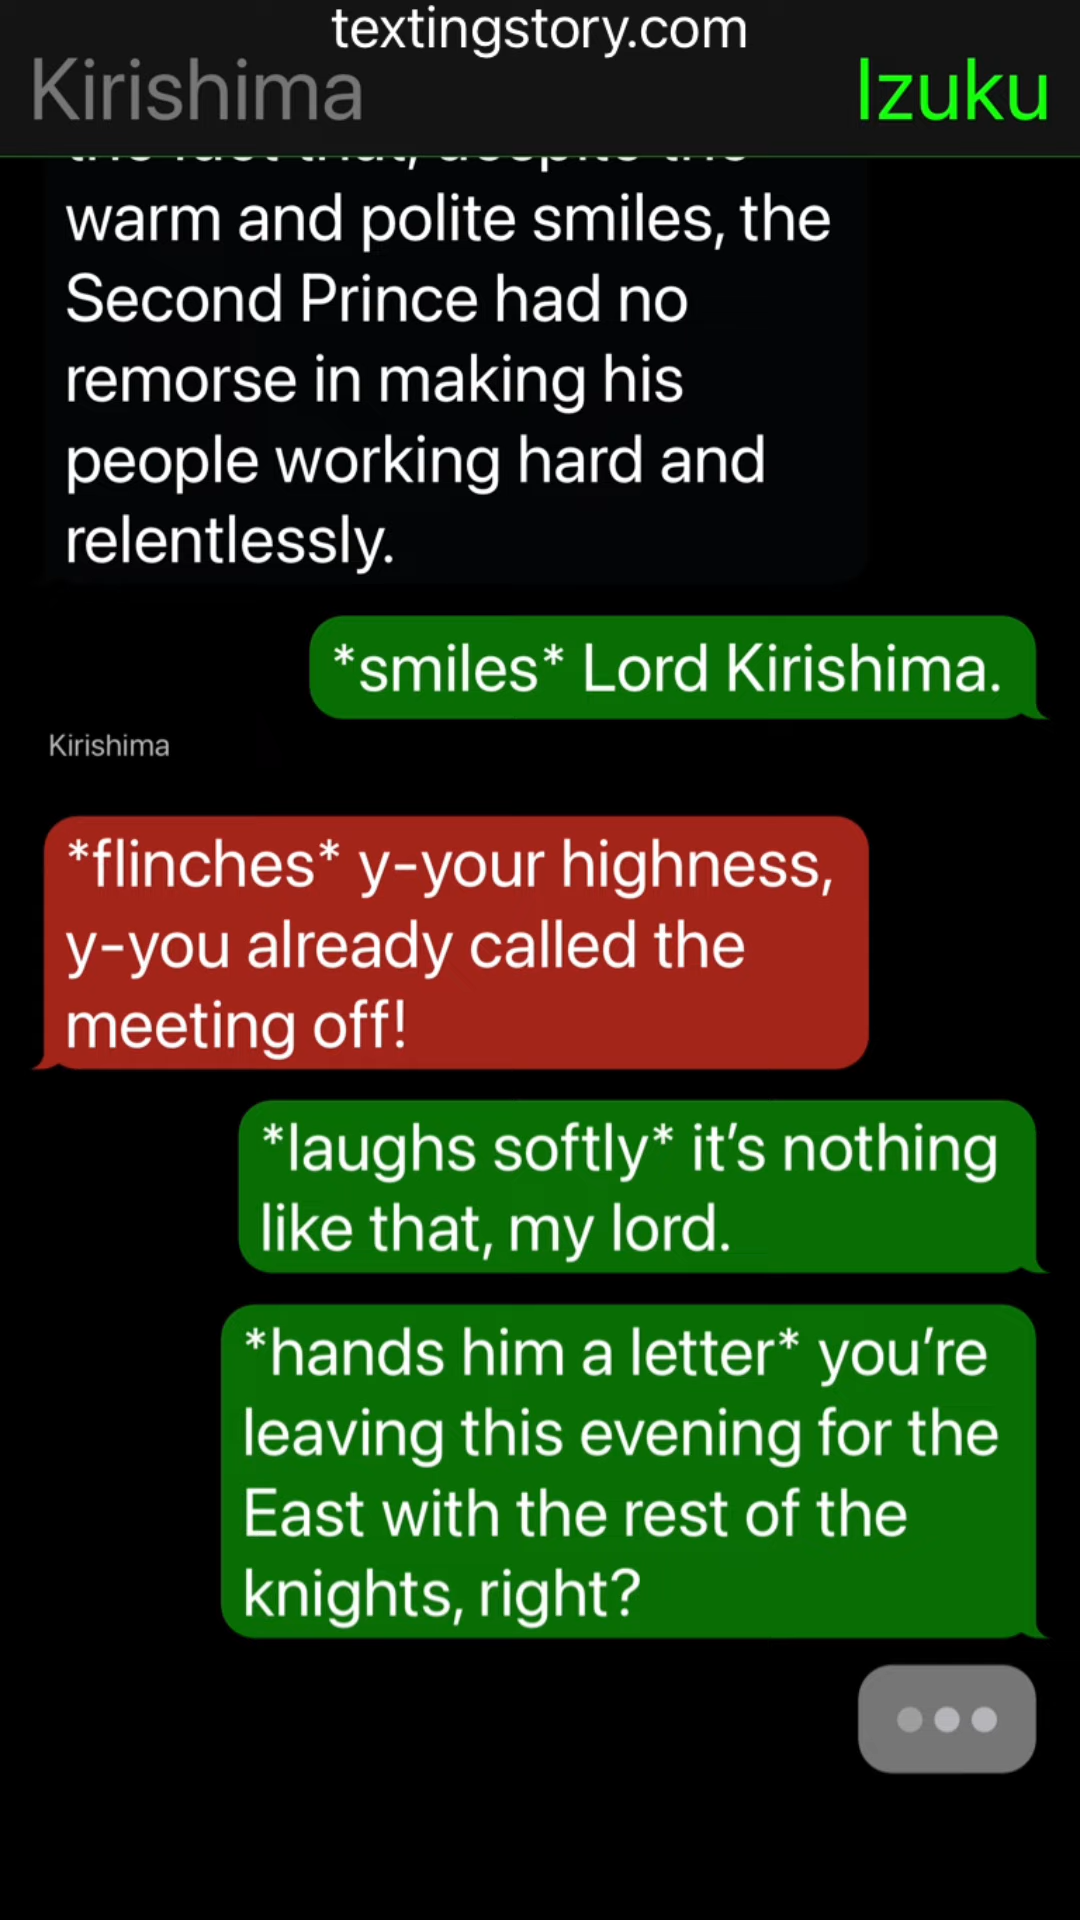 textingstory.com
Kirishima
Izuku
warm and polite smiles, the
Second Prince had no
remorse in making his
people working hard and
relentlessly.
*smiles* Lord Kirishima.
Kirishima
*flinches* y-your highness,
y-you already called the
meeting off!
*laughs softly* it’s nothing
like that, my lord.
*hands him a letter* you’re
leaving this evening for the
East with the rest of the
knights, right?